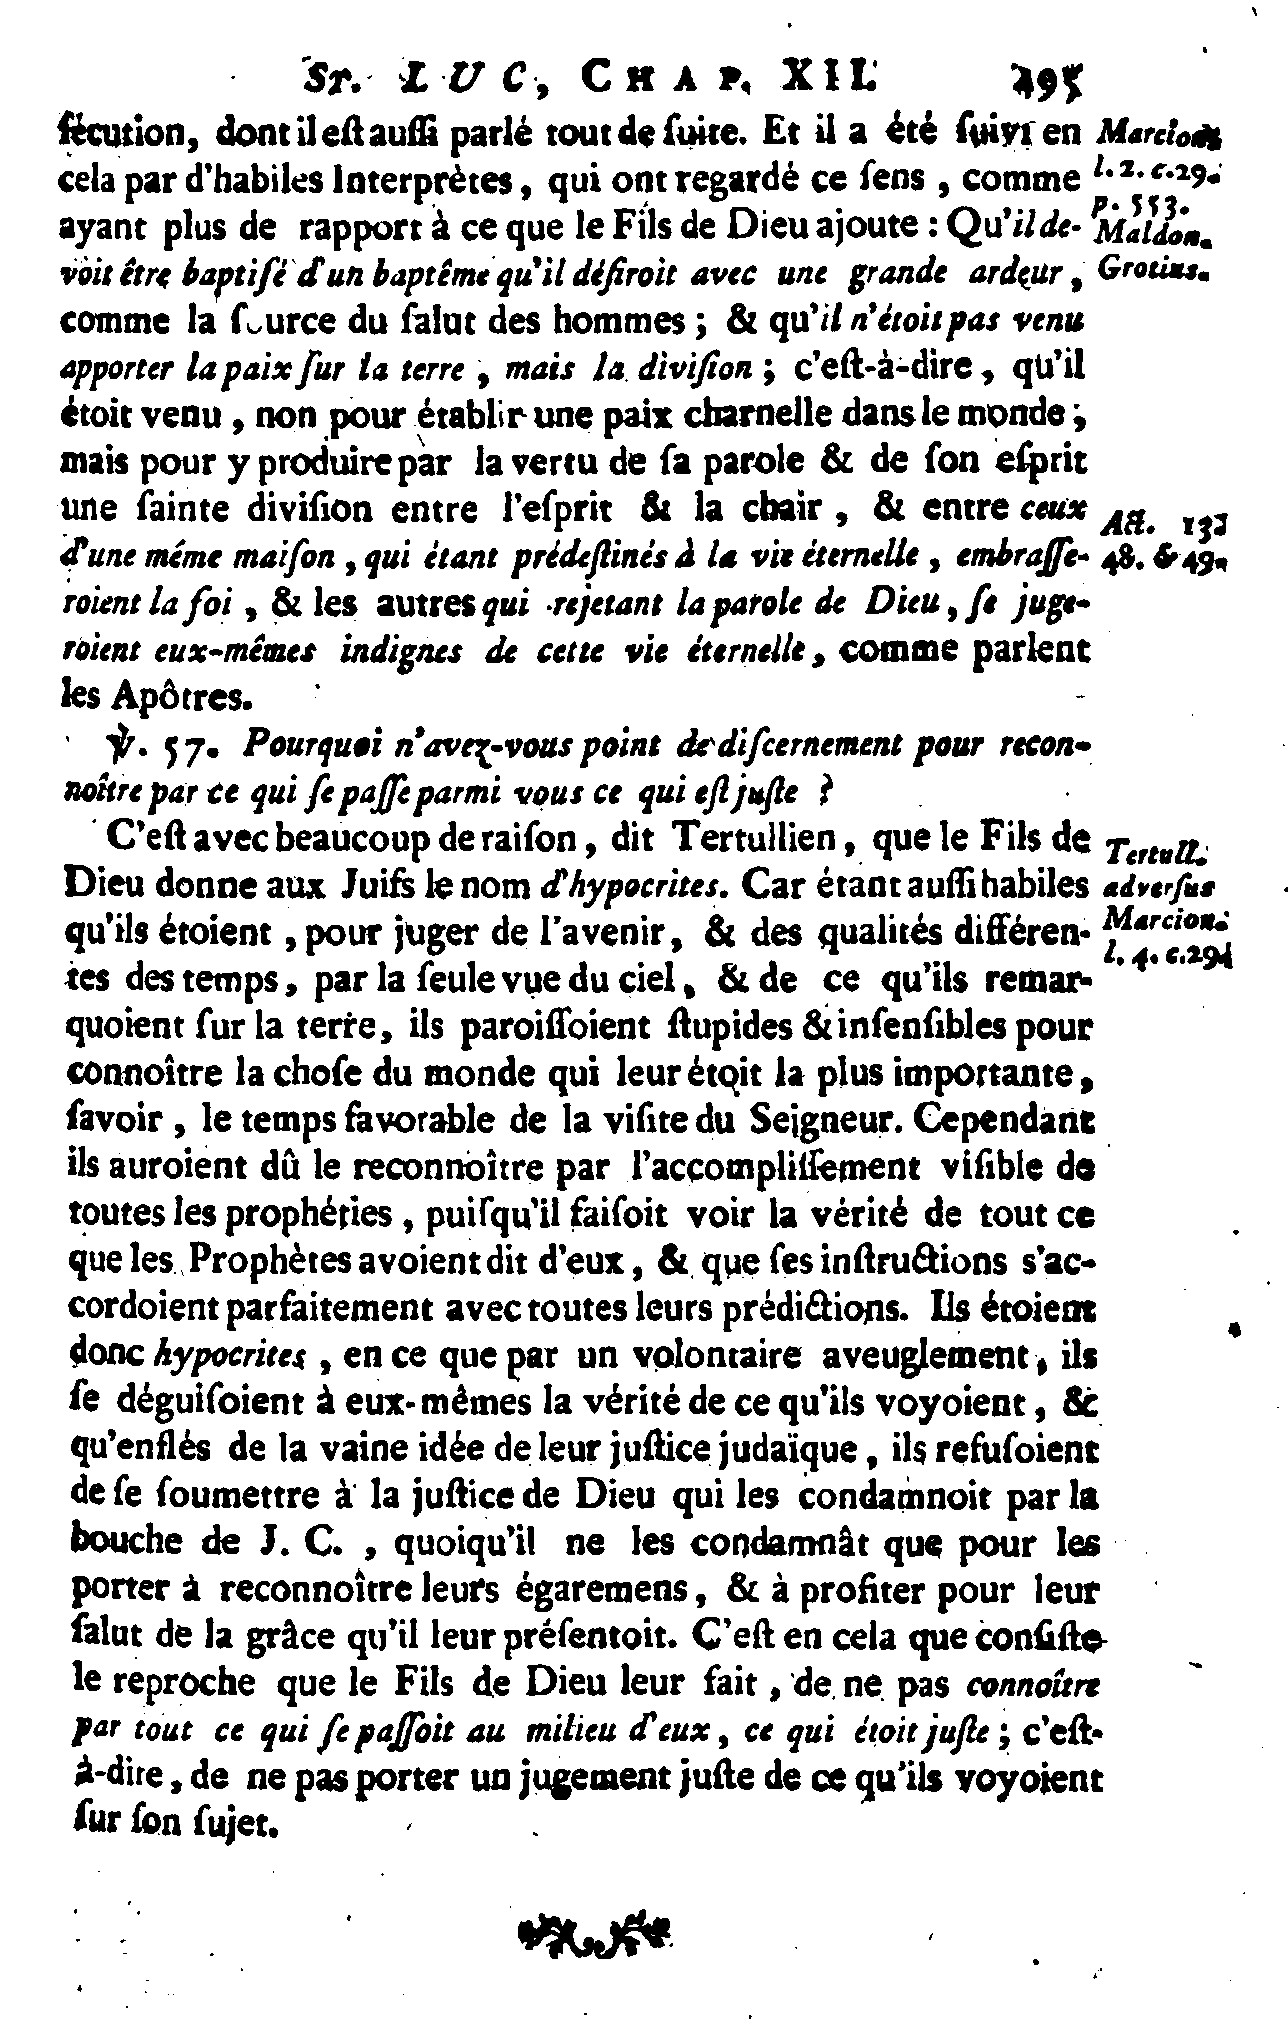 St. LUC, CHAP. XII. 495
ſécution, dont il eſt auſſi parlé tout de ſuite. Et il a été ſuivi en
cela par d'habiles Interprètes, qui ont regardé ce ſens, comme
ayant plus de rapport à ce que le Fils de Dieu ajoute : Qu'il de-
voit être baptiſé d'un baptême qu'il déſiroit avec une grande ardeur,
comme la ſource du ſalut des hommes ; & qu'il n'étoit pas venu
apporter la paix ſur la terre, mais la diviſion ; c'eſt-à-dire, qu'il
étoit venu, non pour établir une paix charnelle dans le monde ;
mais pour y produire par la vertu de ſa parole & de ſon eſprit
une ſainte diviſion entre l'eſprit & la chair, & entre ceux
d'une même maiſon, qui étant prédeſtinés à la vie éternelle, embraſſe-
roient la foi, & les autres qui rejetant la parole de Dieu, ſe juge-
roient eux-mêmes indignes de cette vie éternelle, comme parlent
les Apôtres.
℣. 57. Pourquoi n'avez-vous point de diſcernement pour recon-
noître par ce qui ſe paſſe parmi vous ce qui eſt juſte ?
C'eſt avec beaucoup de raiſon, dit Tertullien, que le Fils de
Dieu donne aux Juifs le nom d'hypocrites. Car étant auſſi habiles
qu'ils étoient, pour juger de l'avenir, & des qualités différen-
tes des temps, par la ſeule vue du ciel, & de ce qu'ils remar-
quoient ſur la terre, ils paroiſſoient ſtupides & inſenſibles pour
connoître la choſe du monde qui leur étoit la plus importante,
ſavoir, le temps favorable de la viſite du Seigneur. Cependant
ils auroient dû le reconnoître par l'accompliſſement viſible de
toutes les prophéties, puiſqu'il faiſoit voir la vérité de tout ce
que les Prophètes avoient dit d'eux, & que ſes inſtructions s'ac-
cordoient parfaitement avec toutes leurs prédictions. Ils étoient
donc hypocrites, en ce que par un volontaire aveuglement, ils
ſe déguiſoient à eux-mêmes la vérité de ce qu'ils voyoient, &
qu'enflés de la vaine idée de leur juſtice judaïque, ils refuſoient
de ſe ſoumettre à la juſtice de Dieu qui les condamnoit par la
bouche de J. C., quoiqu'il ne les condamnât que pour les
porter à reconnoître leurs égaremens, & à profiter pour leur
ſalut de la grâce qu'il leur préſentoit. C'eſt en cela que conſiſte
le reproche que le Fils de Dieu leur fait, de ne pas connoître
par tout ce qui ſe paſſoit au milieu d'eux, ce qui étoit juſte ; c'eſt-
à-dire, de ne pas porter un jugement juſte de ce qu'ils voyoient
ſur ſon ſujet.
l. 2. c. 29.
p. 553.
Maldon.
Grotius.
Act. 13.
48. & 49.
Tertull.
adverſus
Marcion.
l. 4. c. 29.